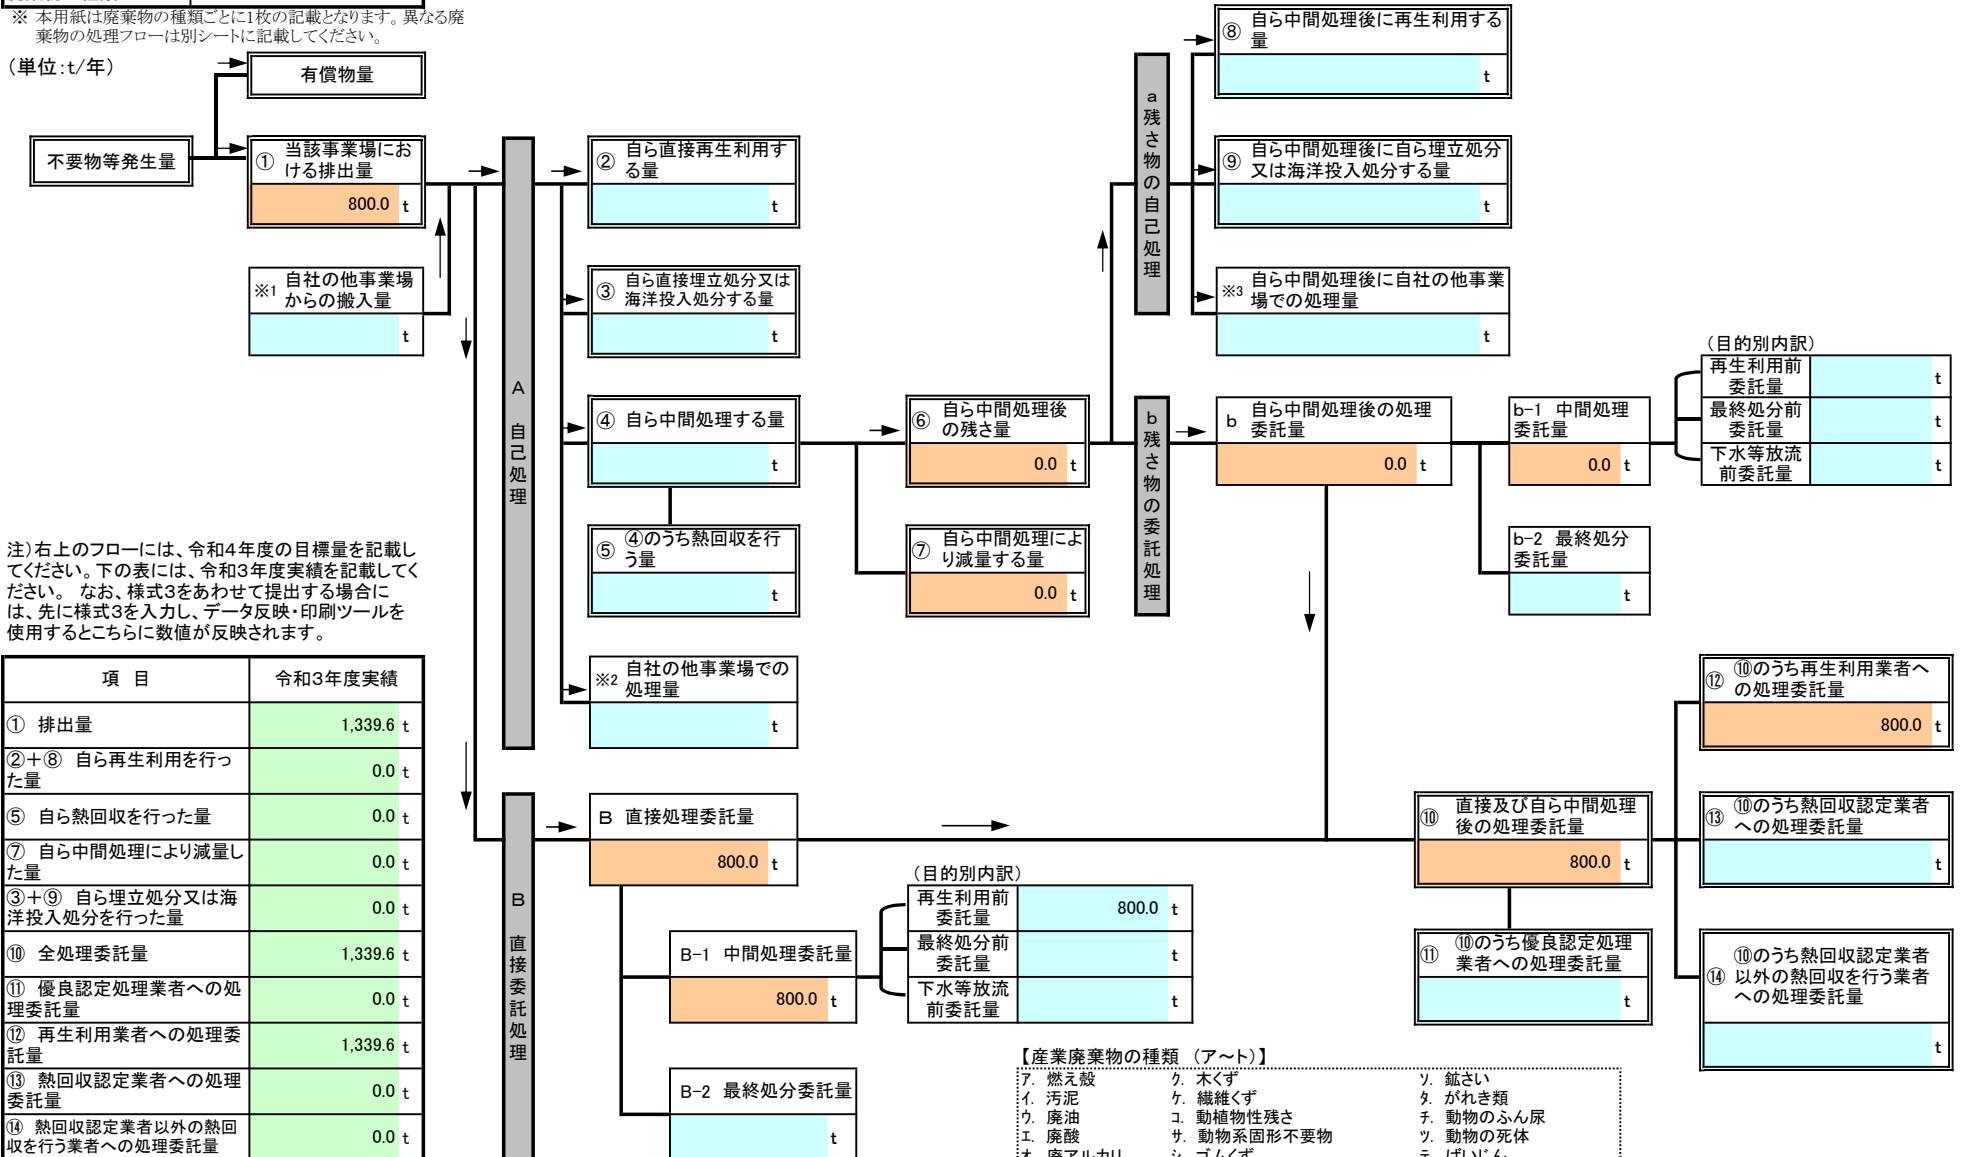 ※ 本用紙は廃棄物の種類ごとに1枚の記載となります。異なる廃
棄物の処理フローは別シートに記載してください。
(単位:t/年)
有償物量
不要物等発生量
① 当該事業場にお
ける排出量
800.0 t
※1 自社の他事業場
からの搬入量
t
A 自己処理
② 自ら直接再生利用す
る量
t
③ 自ら直接埋立処分又は
海洋投入処分する量
t
④ 自ら中間処理する量
t
⑤ ④のうち熱回収を行
う量
t
※2 自社の他事業場での
処理量
t
⑥ 自ら中間処理後
の残さ量
0.0 t
⑦ 自ら中間処理によ
り減量する量
0.0 t
a残さ物の自己処理
⑧ 自ら中間処理後に再生利用する
量
t
⑨ 自ら中間処理後に自ら埋立処分
又は海洋投入処分する量
t
※3 自ら中間処理後に自社の他事業
場での処理量
t
b残さ物の委託処理
b 自ら中間処理後の処理
委託量
0.0 t
b-1 中間処理
委託量
0.0 t
(目的別内訳)
再生利用前
委託量 t
最終処分前
委託量 t
下水等放流
前委託量 t
b-2 最終処分
委託量
t
注)右上のフローには、令和4年度の目標量を記載し
てください。下の表には、令和3年度実績を記載してく
ださい。 なお、様式3をあわせて提出する場合に
は、先に様式3を入力し、データ反映・印刷ツールを
使用するとこちらに数値が反映されます。
項 目 令和3年度実績
① 排出量 1,339.6 t
②+⑧ 自ら再生利用を行っ
た量 0.0 t
⑤ 自ら熱回収を行った量 0.0 t
⑦ 自ら中間処理により減量し
た量 0.0 t
③+⑨ 自ら埋立処分又は海
洋投入処分を行った量 0.0 t
⑩ 全処理委託量 1,339.6 t
⑪ 優良認定処理業者への処
理委託量 0.0 t
⑫ 再生利用業者への処理委
託量 1,339.6 t
⑬ 熱回収認定業者への処理
委託量 0.0 t
⑭ 熱回収認定業者以外の熱回
収を行う業者への処理委託量 0.0 t
B 直接委託処理
B 直接処理委託量
800.0 t
B-1 中間処理委託量
800.0 t
(目的別内訳)
再生利用前
委託量 800.0 t
最終処分前
委託量 t
下水等放流
前委託量 t
B-2 最終処分委託量
t
⑩ 直接及び自ら中間処理
後の処理委託量
800.0 t
⑪ ⑩のうち優良認定処理
業者への処理委託量
t
⑫ ⑩のうち再生利用業者へ
の処理委託量
800.0 t
⑬ ⑩のうち熱回収認定業者
への処理委託量
t
⑭ ⑩のうち熱回収認定業者
以外の熱回収を行う業者
への処理委託量
t
【産業廃棄物の種類 (ア~ト)】
ア. 燃え殻 ク. 木くず ソ. 鉱さい
イ. 汚泥 ケ. 繊維くず タ. がれき類
ウ. 廃油 コ. 動植物性残さ チ. 動物のふん尿
エ. 廃酸 サ. 動物系固形不要物 ツ. 動物の死体
オ. 廃アルカリ シ. ゴムくず テ. ばいじん